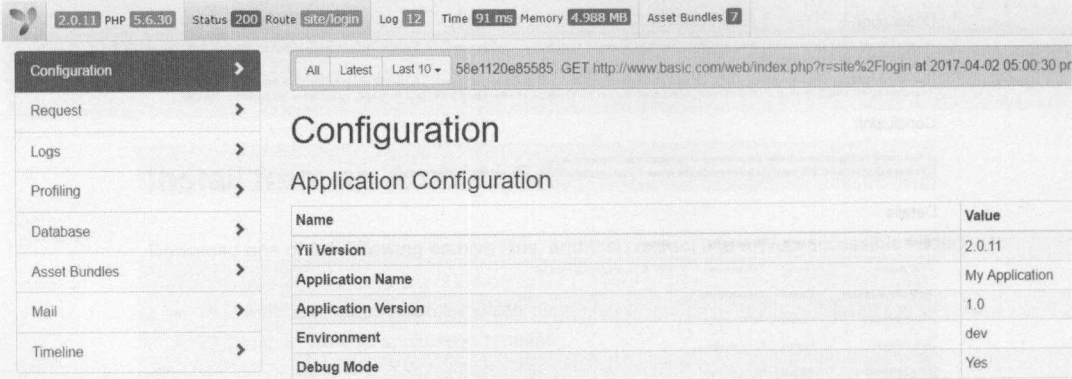 2.0.11 PHP 5.6.30 Status 200 Route site/login Log 12 Time 91 ms Memory 4.988 MB Asset Bundles 7
Configuration
Request
Logs
Profiling
Database
Asset Bundles
Mail
Timeline
All Latest Last 10 58e1120e85585 GET http://www.basic.com/web/index.php?r=site%2Flogin at 2017-04-02 05:00:30 pr
Configuration
Application Configuration
Name Value
Yii Version 2.0.11
Application Name My Application
Application Version 1.0
Environment dev
Debug Mode Yes